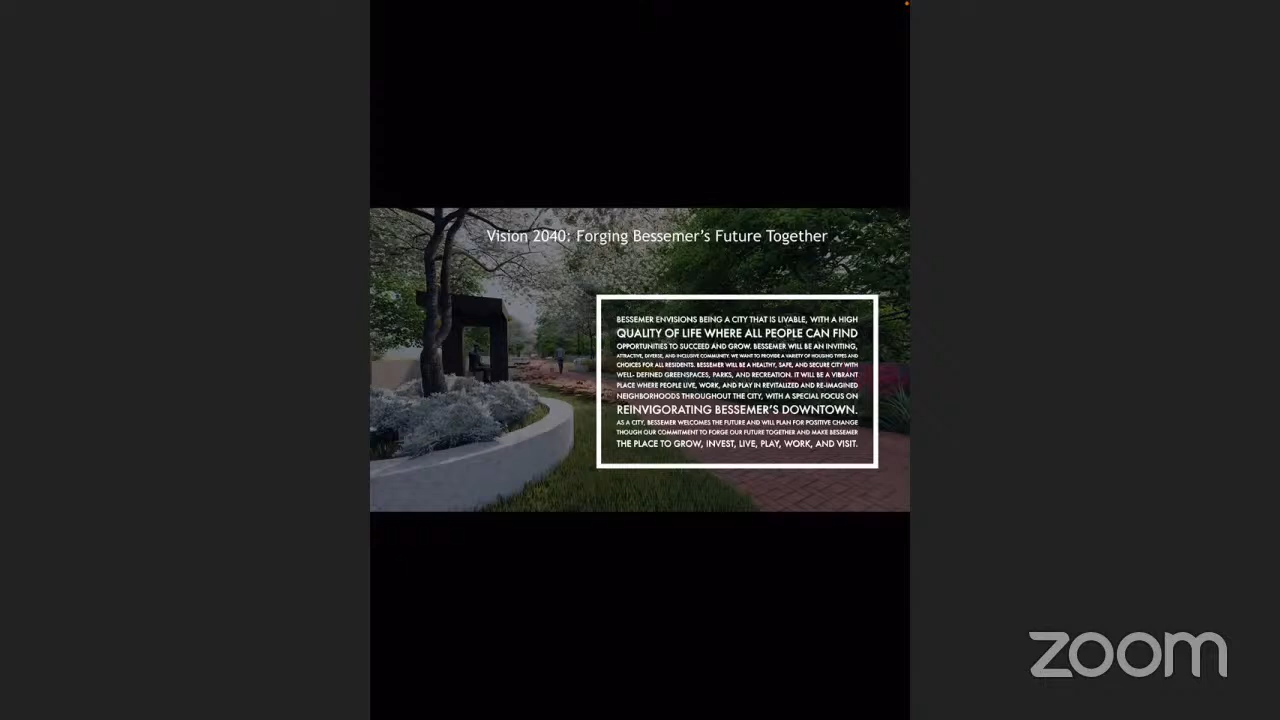 Vision 2040: Forging Bessemer's Future Together
BESSEMER ENVISIONS BEING A CITY THAT IS LIVABLE, WITH A HIGH
QUALITY OF LIFE WHERE ALL PEOPLE CAN FIND
OPPORTUNITIES TO SUCCEED AND GROW. BESSEMER WILL BE AN INVITING,
ATTRACTIVE, DIVERSE, AND INCLUSIVE COMMUNITY. WE WANT TO PROVIDE A VARIETY OF HOUSING TYPES AND
CHOICES FOR ALL RESIDENTS. BESSEMER WILL BE A HEALTHY, SAFE, AND SECURE CITY WITH
WELL- DEFINED GREENSPACES, PARKS, AND RECREATION. IT WILL BE A VIBRANT
PLACE WHERE PEOPLE LIVE, WORK, AND PLAY IN REVITALIZED AND RE-IMAGINED
NEIGHBORHOODS THROUGHOUT THE CITY, WITH A SPECIAL FOCUS ON
REINVIGORATING BESSEMER'S DOWNTOWN.
AS A CITY, BESSEMER WELCOMES THE FUTURE AND WILL PLAN FOR POSITIVE CHANGE
THOUGH OUR COMMITMENT TO FORGE OUR FUTURE TOGETHER AND MAKE BESSEMER
THE PLACE TO GROW, INVEST, LIVE, PLAY, WORK, AND VISIT.
zoom